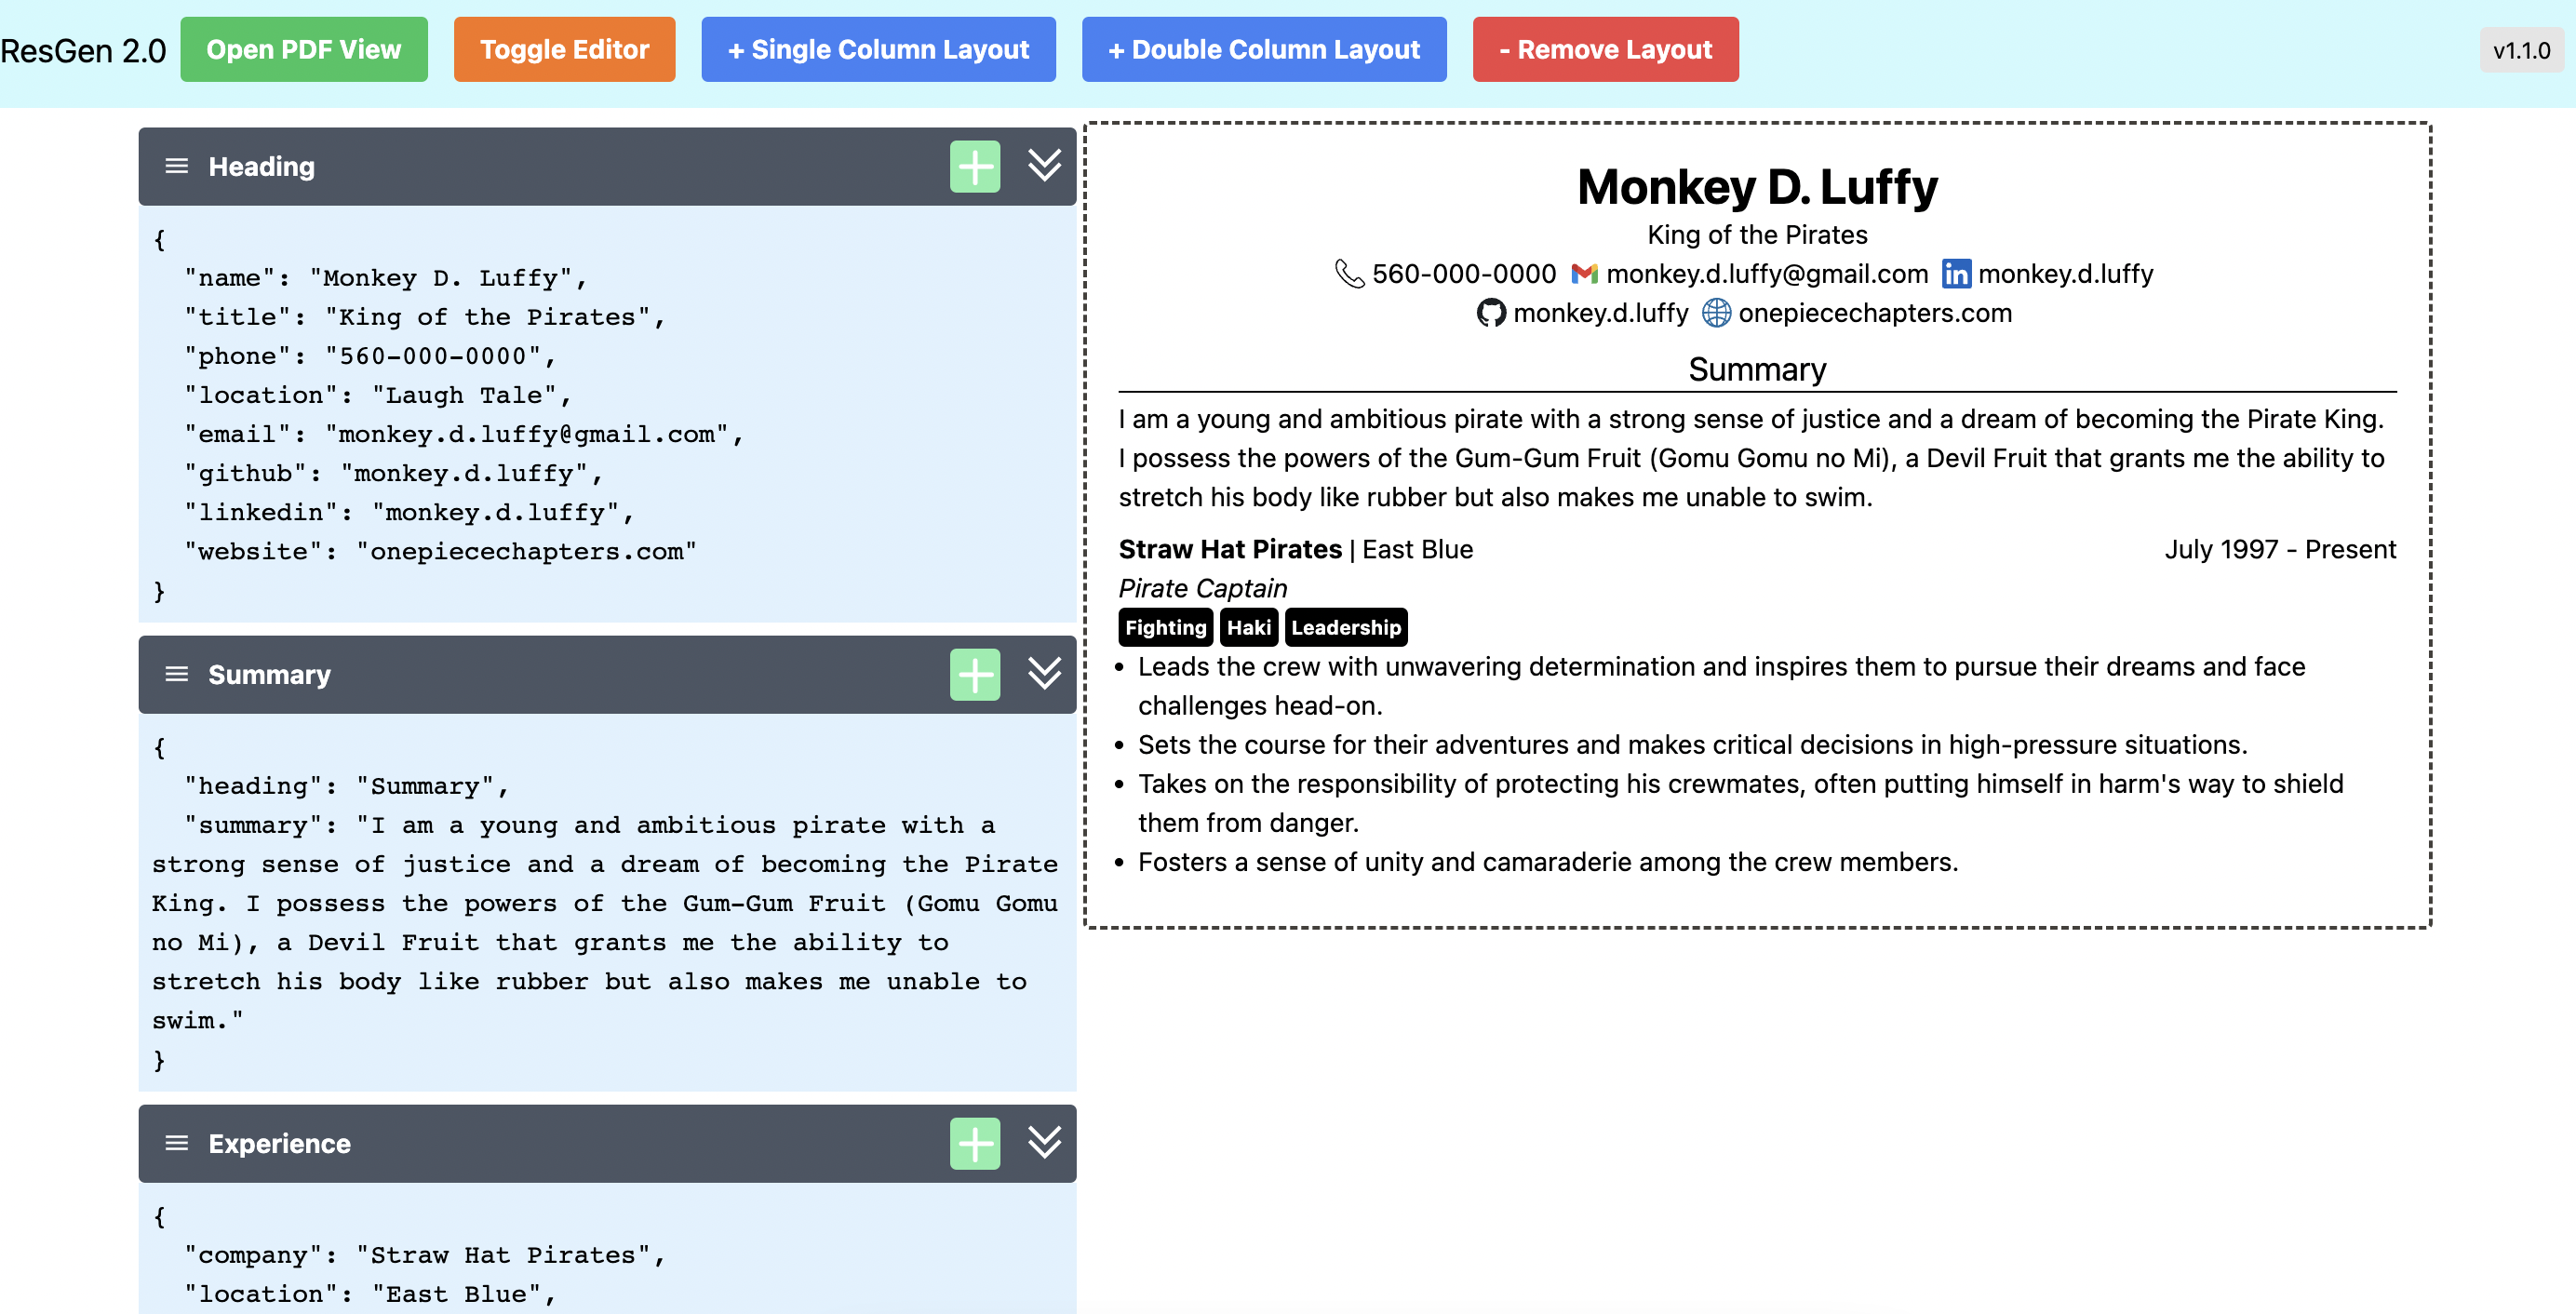 ResGen 2.0 Open PDF View Toggle Editor + Single Column Layout + Double Column Layout - Remove Layout v1.1.0
Heading
{
"name": "Monkey D. Luffy",
"title": "King of the Pirates",
"phone": "560-000-0000",
"location": "Laugh Tale",
"email": "monkey.d.luffy@gmail.com",
"github": "monkey.d.luffy",
"linkedin": "monkey.d.luffy",
"website": "onepiecechapters.com"
}
Summary
{
"heading": "Summary",
"summary": "I am a young and ambitious pirate with a
strong sense of justice and a dream of becoming the Pirate
King. I possess the powers of the Gum-Gum Fruit (Gomu Gomu
no Mi), a Devil Fruit that grants me the ability to
stretch his body like rubber but also makes me unable to
swim."
}
Experience
{
"company": "Straw Hat Pirates",
"location": "East Blue",
Monkey D. Luffy
King of the Pirates
560-000-0000 monkey.d.luffy@gmail.com in monkey.d.luffy
monkey.d.luffy onepiecechapters.com
Summary
I am a young and ambitious pirate with a strong sense of justice and a dream of becoming the Pirate King.
I possess the powers of the Gum-Gum Fruit (Gomu Gomu no Mi), a Devil Fruit that grants me the ability to
stretch his body like rubber but also makes me unable to swim.
Straw Hat Pirates | East Blue July 1997 - Present
Pirate Captain
Fighting Haki Leadership
• Leads the crew with unwavering determination and inspires them to pursue their dreams and face
challenges head-on.
• Sets the course for their adventures and makes critical decisions in high-pressure situations.
• Takes on the responsibility of protecting his crewmates, often putting himself in harm's way to shield
them from danger.
• Fosters a sense of unity and camaraderie among the crew members.